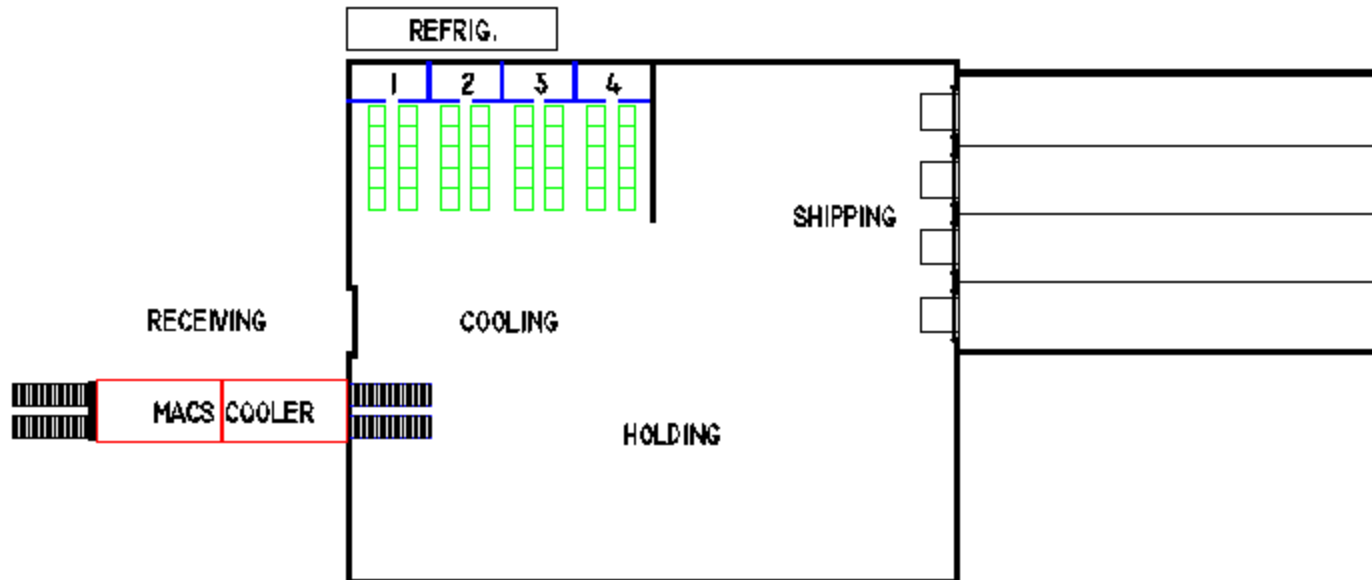 REFRIG.
1 2 3 4
SHIPPING
RECEIVING
COOLING
MACS COOLER
HOLDING